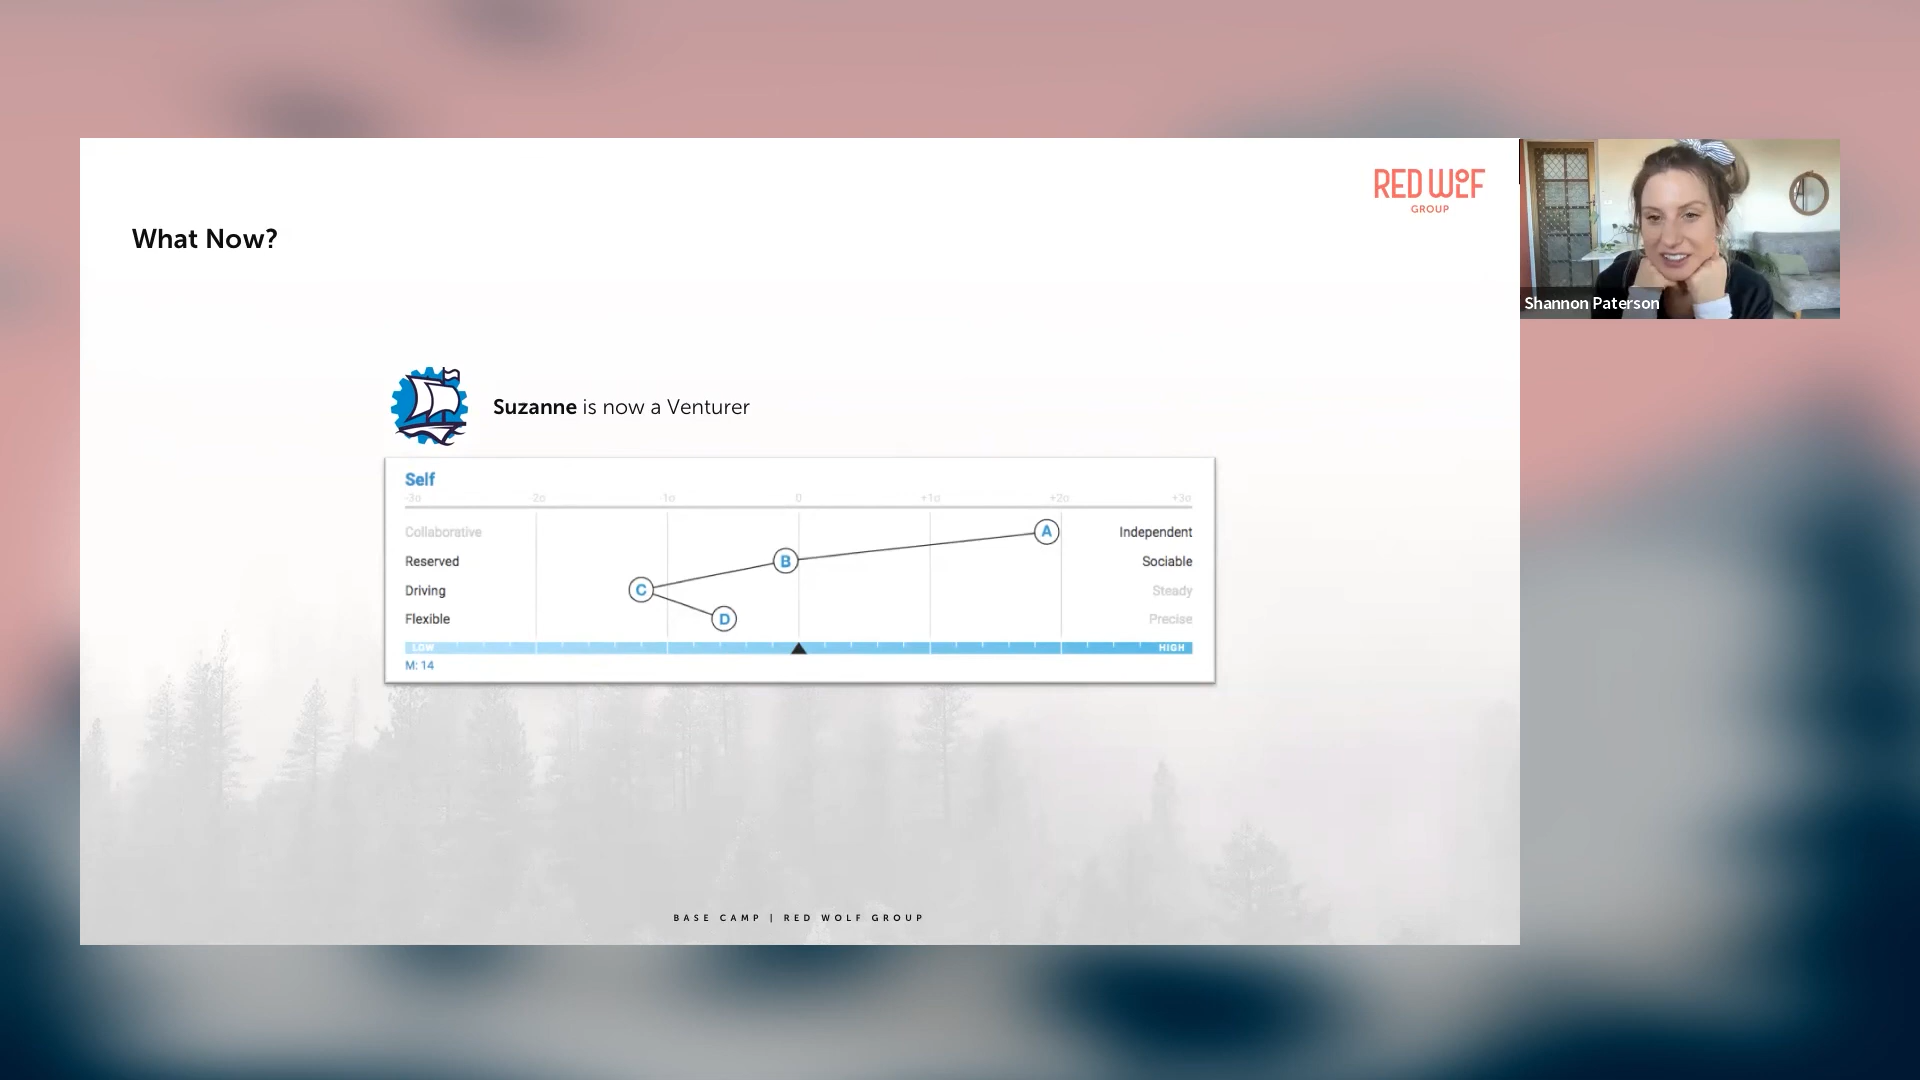 RED WOLF
GROUP
What Now?
Shannon Paterson
Suzanne is now a Venturer
Self
-3σ -2σ -1σ 0 +1σ +2σ +3σ
Collaborative A Independent
Reserved B Sociable
Driving C Steady
Flexible D Precise
LOW HIGH
M: 14
BASE CAMP | RED WOLF GROUP